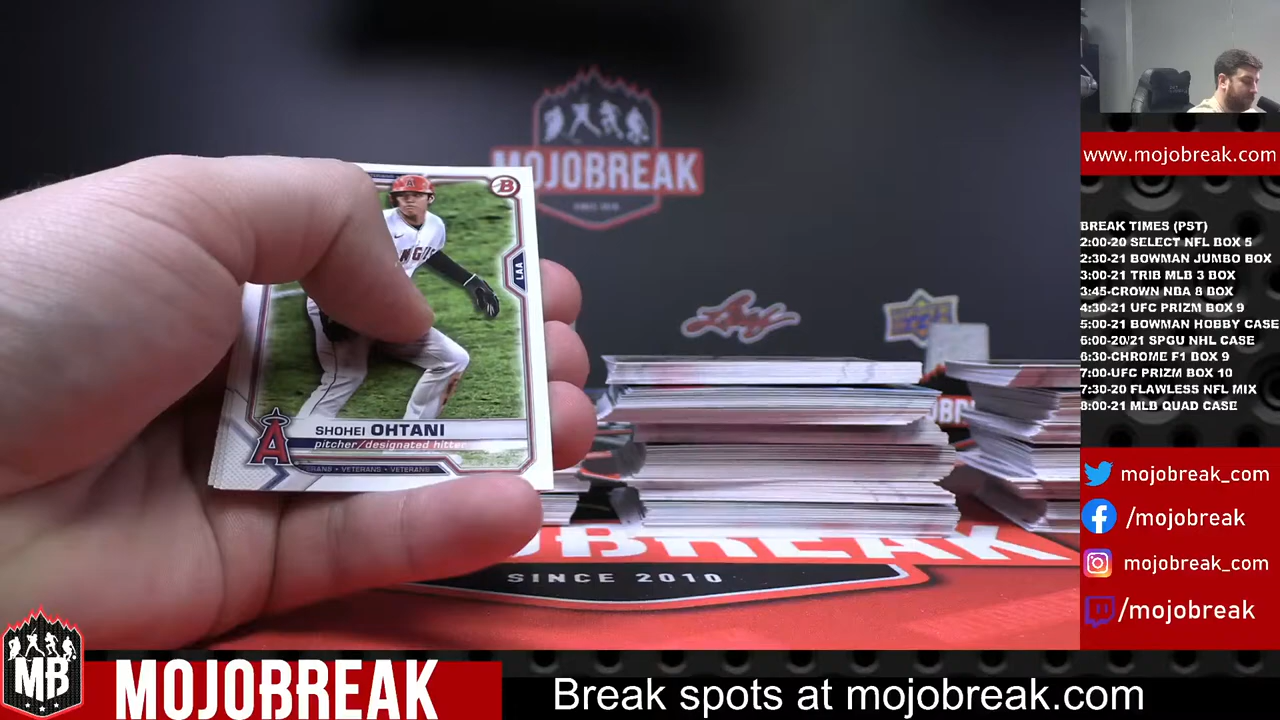 MOJOBREAK
SINCE 2010
B
LAA
SHOHEI OHTANI
pitcher/designated hitter
VETERANS • VETERANS
A
Leaf
SINCE 2010
www.mojobreak.com
BREAK TIMES (PST)
2:00-20 SELECT NFL BOX 5
2:30-21 BOWMAN JUMBO BOX
3:00-21 TRIB MLB 3 BOX
3:45-CROWN NBA 8 BOX
4:30-21 UFC PRIZM BOX 9
5:00-21 BOWMAN HOBBY CASE
6:00-20/21 SPGU NHL CASE
6:30-CHROME F1 BOX 9
7:00-UFC PRIZM BOX 10
7:30-20 FLAWLESS NFL MIX
8:00-21 MLB QUAD CASE
mojobreak_com
/mojobreak
mojobreak_com
/mojobreak
MB
MOJOBREAK
Break spots at mojobreak.com